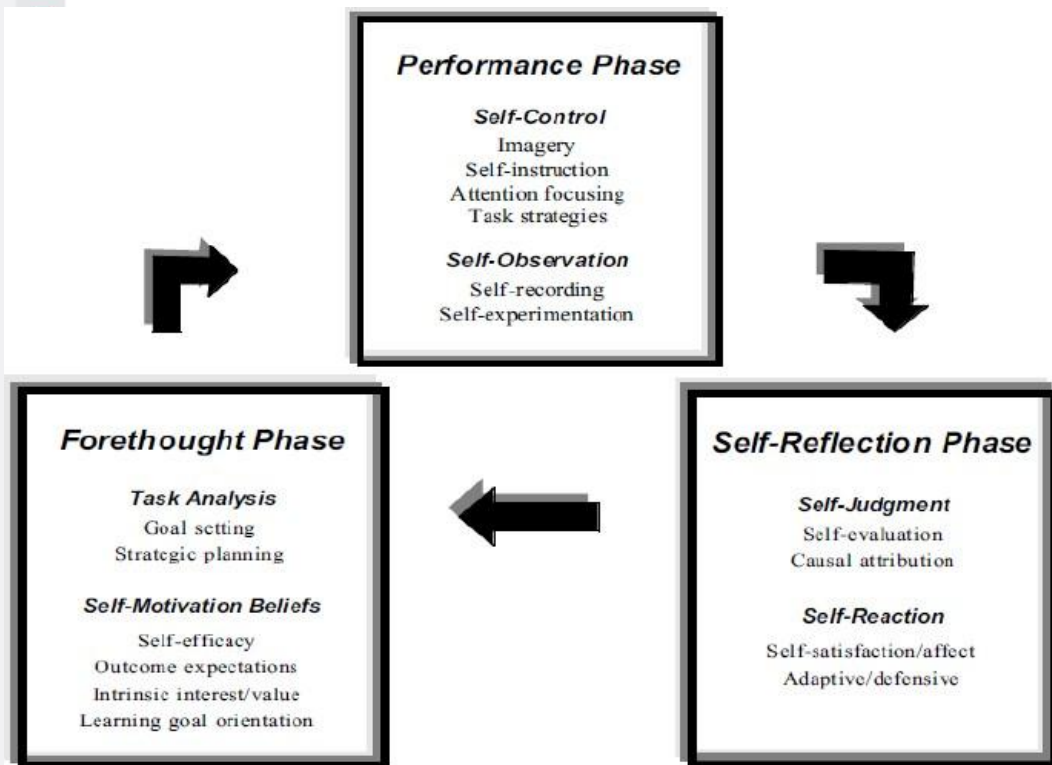 Performance Phase
Self-Control
Imagery
Self-instruction
Attention focusing
Task strategies
Self-Observation
Self-recording
Self-experimentation
Forethought Phase
Task Analysis
Goal setting
Strategic planning
Self-Motivation Beliefs
Self-efficacy
Outcome expectations
Intrinsic interest/value
Learning goal orientation
Self-Reflection Phase
Self-Judgment
Self-evaluation
Causal attribution
Self-Reaction
Self-satisfaction/affect
Adaptive/defensive